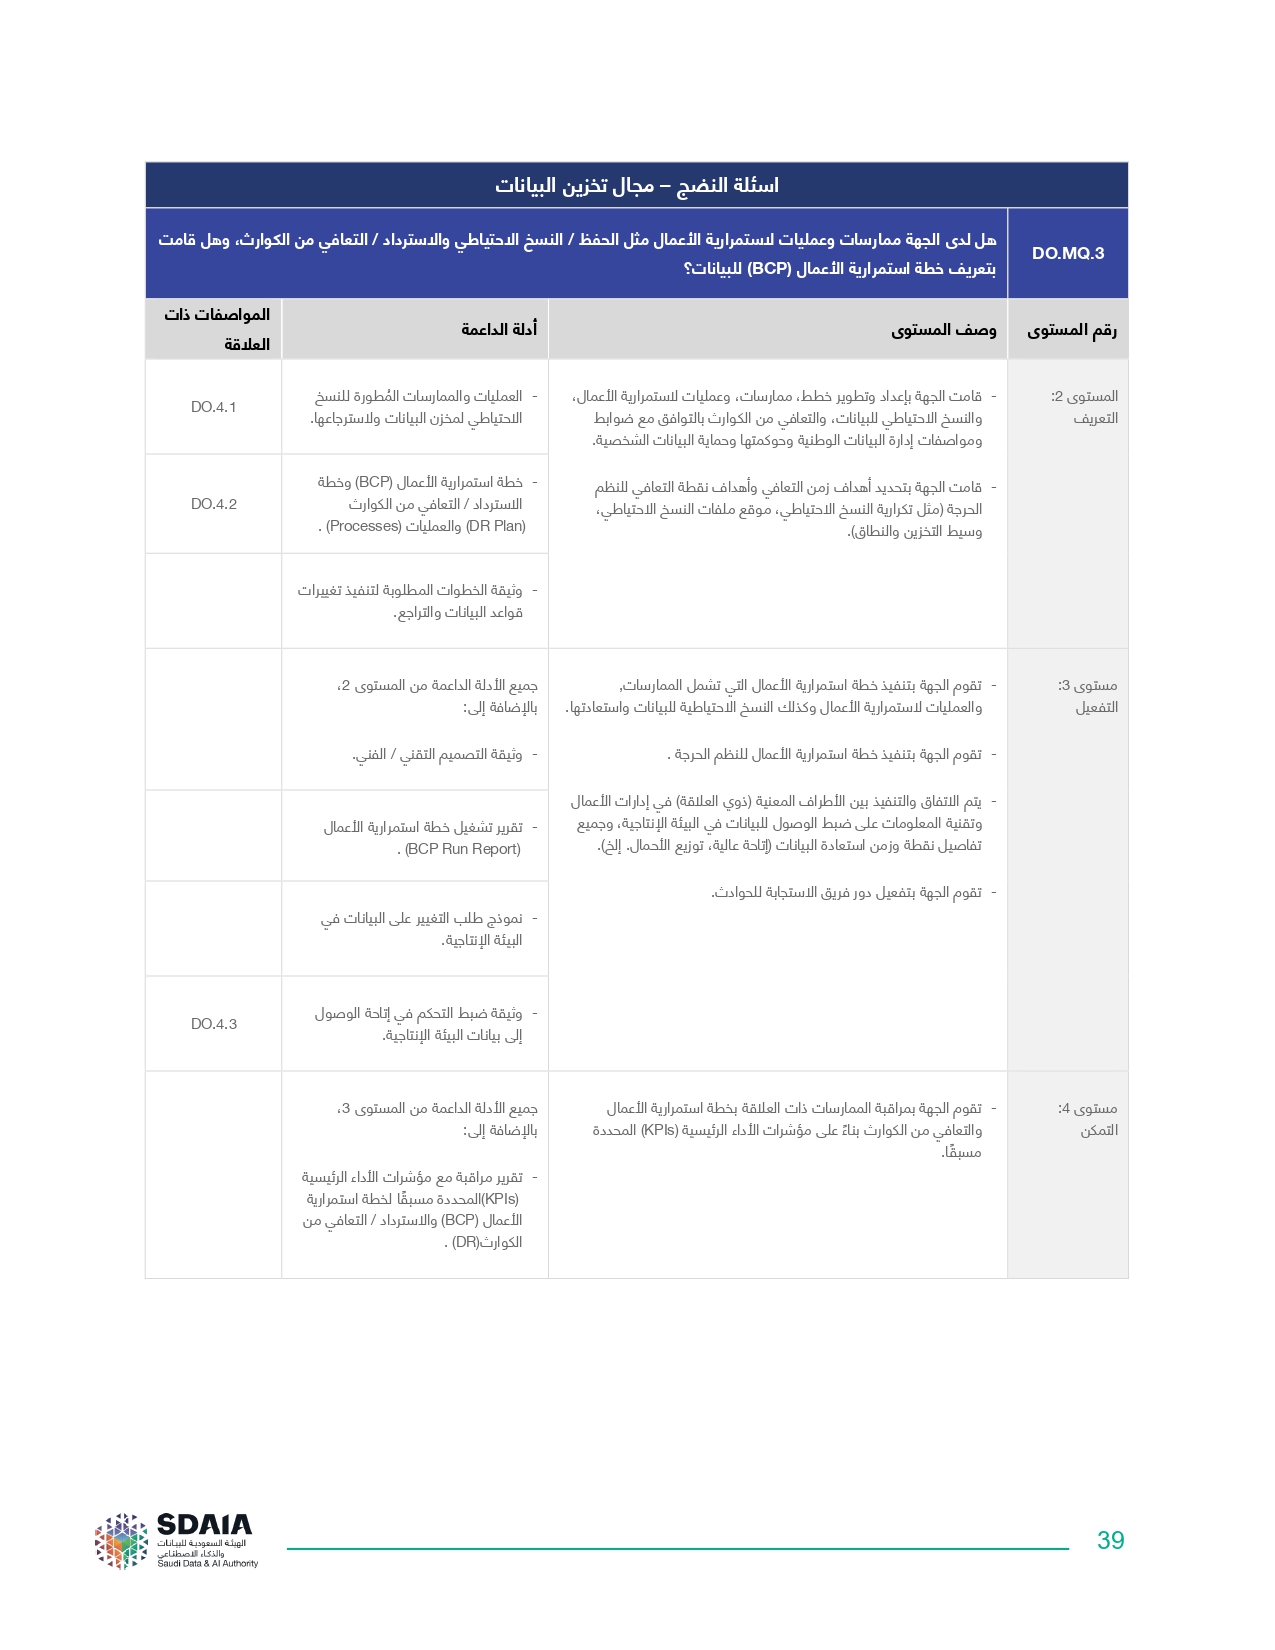 اسئلة النضج – مجال تخزين البيانات
DO.MQ.3
هل لدى الجهة ممارسات وعمليات لاستمرارية الأعمال مثل الحفظ / النسخ الاحتياطي والاسترداد / التعافي من الكوارث، وهل قامت
بتعريف خطة استمرارية الأعمال (BCP) للبيانات؟
رقم المستوى
وصف المستوى
أدلة الداعمة
المواصفات ذات
العلاقة
المستوى 2:
التعريف
- قامت الجهة بإعداد وتطوير خطط، ممارسات، وعمليات لاستمرارية الأعمال،
والنسخ الاحتياطي للبيانات، والتعافي من الكوارث بالتوافق مع ضوابط
ومواصفات إدارة البيانات الوطنية وحوكمتها وحماية البيانات الشخصية.
- قامت الجهة بتحديد أهداف زمن التعافي وأهداف نقطة التعافي للنظم
الحرجة (مثل تكرارية النسخ الاحتياطي، موقع ملفات النسخ الاحتياطي،
وسيط التخزين والنطاق).
- العمليات والممارسات المُطورة للنسخ
الاحتياطي لمخزن البيانات ولاسترجاعها.
DO.4.1
- خطة استمرارية الأعمال (BCP) وخطة
الاسترداد / التعافي من الكوارث
(DR Plan) والعمليات (Processes) .
DO.4.2
- وثيقة الخطوات المطلوبة لتنفيذ تغييرات
قواعد البيانات والتراجع.
مستوى 3:
التفعيل
- تقوم الجهة بتنفيذ خطة استمرارية الأعمال التي تشمل الممارسات,
والعمليات لاستمرارية الأعمال وكذلك النسخ الاحتياطية للبيانات واستعادتها.
- تقوم الجهة بتنفيذ خطة استمرارية الأعمال للنظم الحرجة .
- يتم الاتفاق والتنفيذ بين الأطراف المعنية (ذوي العلاقة) في إدارات الأعمال
وتقنية المعلومات على ضبط الوصول للبيانات في البيئة الإنتاجية، وجميع
تفاصيل نقطة وزمن استعادة البيانات (إتاحة عالية، توزيع الأحمال. إلخ).
- تقوم الجهة بتفعيل دور فريق الاستجابة للحوادث.
جميع الأدلة الداعمة من المستوى 2،
بالإضافة إلى:
- وثيقة التصميم التقني / الفني.
- تقرير تشغيل خطة استمرارية الأعمال
(BCP Run Report) .
- نموذج طلب التغيير على البيانات في
البيئة الإنتاجية.
- وثيقة ضبط التحكم في إتاحة الوصول
إلى بيانات البيئة الإنتاجية.
DO.4.3
مستوى 4:
التمكن
- تقوم الجهة بمراقبة الممارسات ذات العلاقة بخطة استمرارية الأعمال
والتعافي من الكوارث بناءً على مؤشرات الأداء الرئيسية (KPIs) المحددة
مسبقًا.
جميع الأدلة الداعمة من المستوى 3،
بالإضافة إلى:
- تقرير مراقبة مع مؤشرات الأداء الرئيسية
(KPIs)المحددة مسبقًا لخطة استمرارية
الأعمال (BCP) والاسترداد / التعافي من
الكوارث(DR) .
SDAIA
الهيئة السعودية للبيانات
والذكاء الاصطناعي
Saudi Data & AI Authority
39